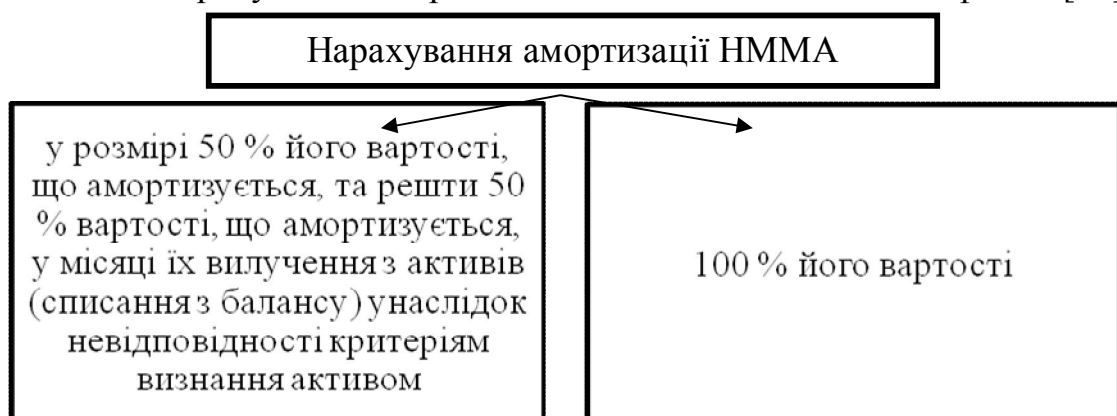 Нарахування амортизації НММА
у розмірі 50 % його вартості,
що амортизується, та решти 50
% вартості, що амортизується,
у місяці їх вилучення з активів
(списання з балансу) унаслідок
невідповідності критеріям
визнання активом
100 % його вартості